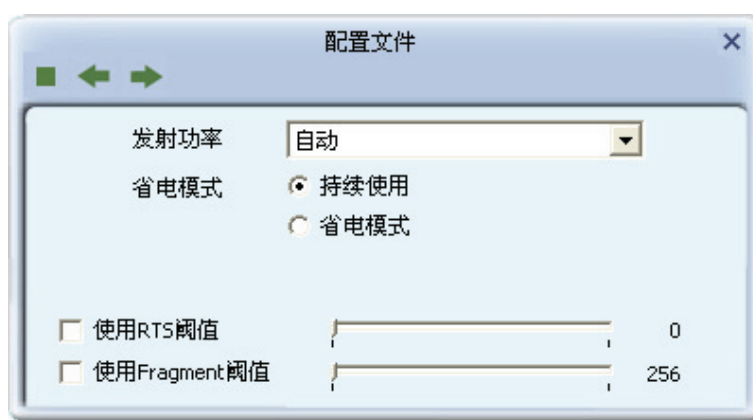 配置文件
发射功率 自动
省电模式 持续使用
省电模式
使用RTS阈值 0
使用Fragment阈值 256